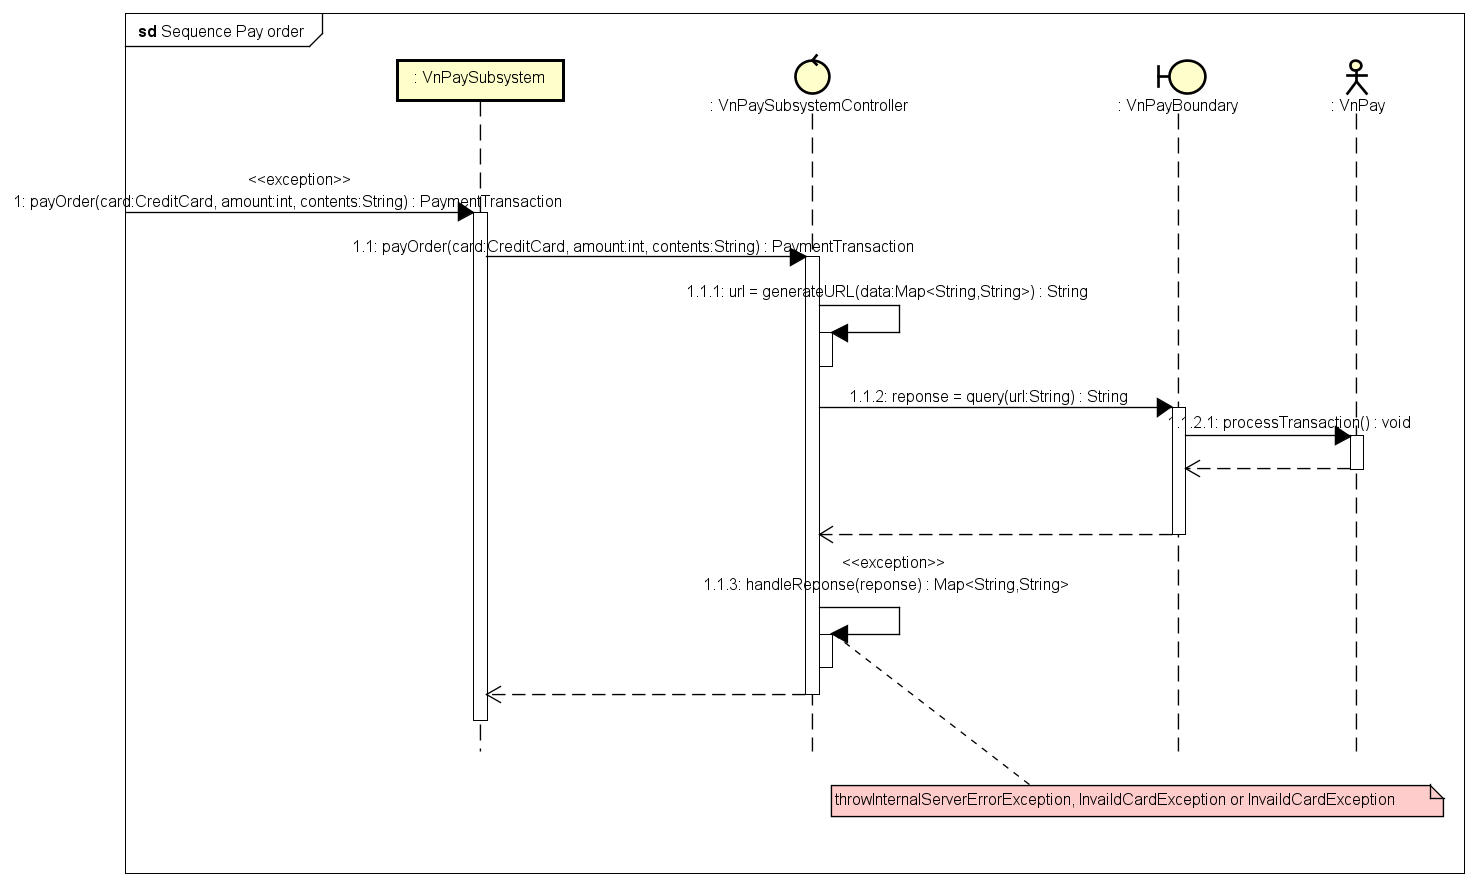 sd Sequence Pay order
: VnPaySubsystem
: VnPaySubsystemController
: VnPayBoundary
: VnPay
<<exception>>
1: payOrder(card:CreditCard, amount:int, contents:String) : PaymentTransaction
1.1: payOrder(card:CreditCard, amount:int, contents:String) : PaymentTransaction
1.1.1: url = generateURL(data:Map<String,String>) : String
1.1.2: reponse = query(url:String) : String
1.1.2.1: processTransaction() : void
<<exception>>
1.1.3: handleReponse(reponse) : Map<String,String>
throwInternalServerErrorException, InvaildCardException or InvaildCardException